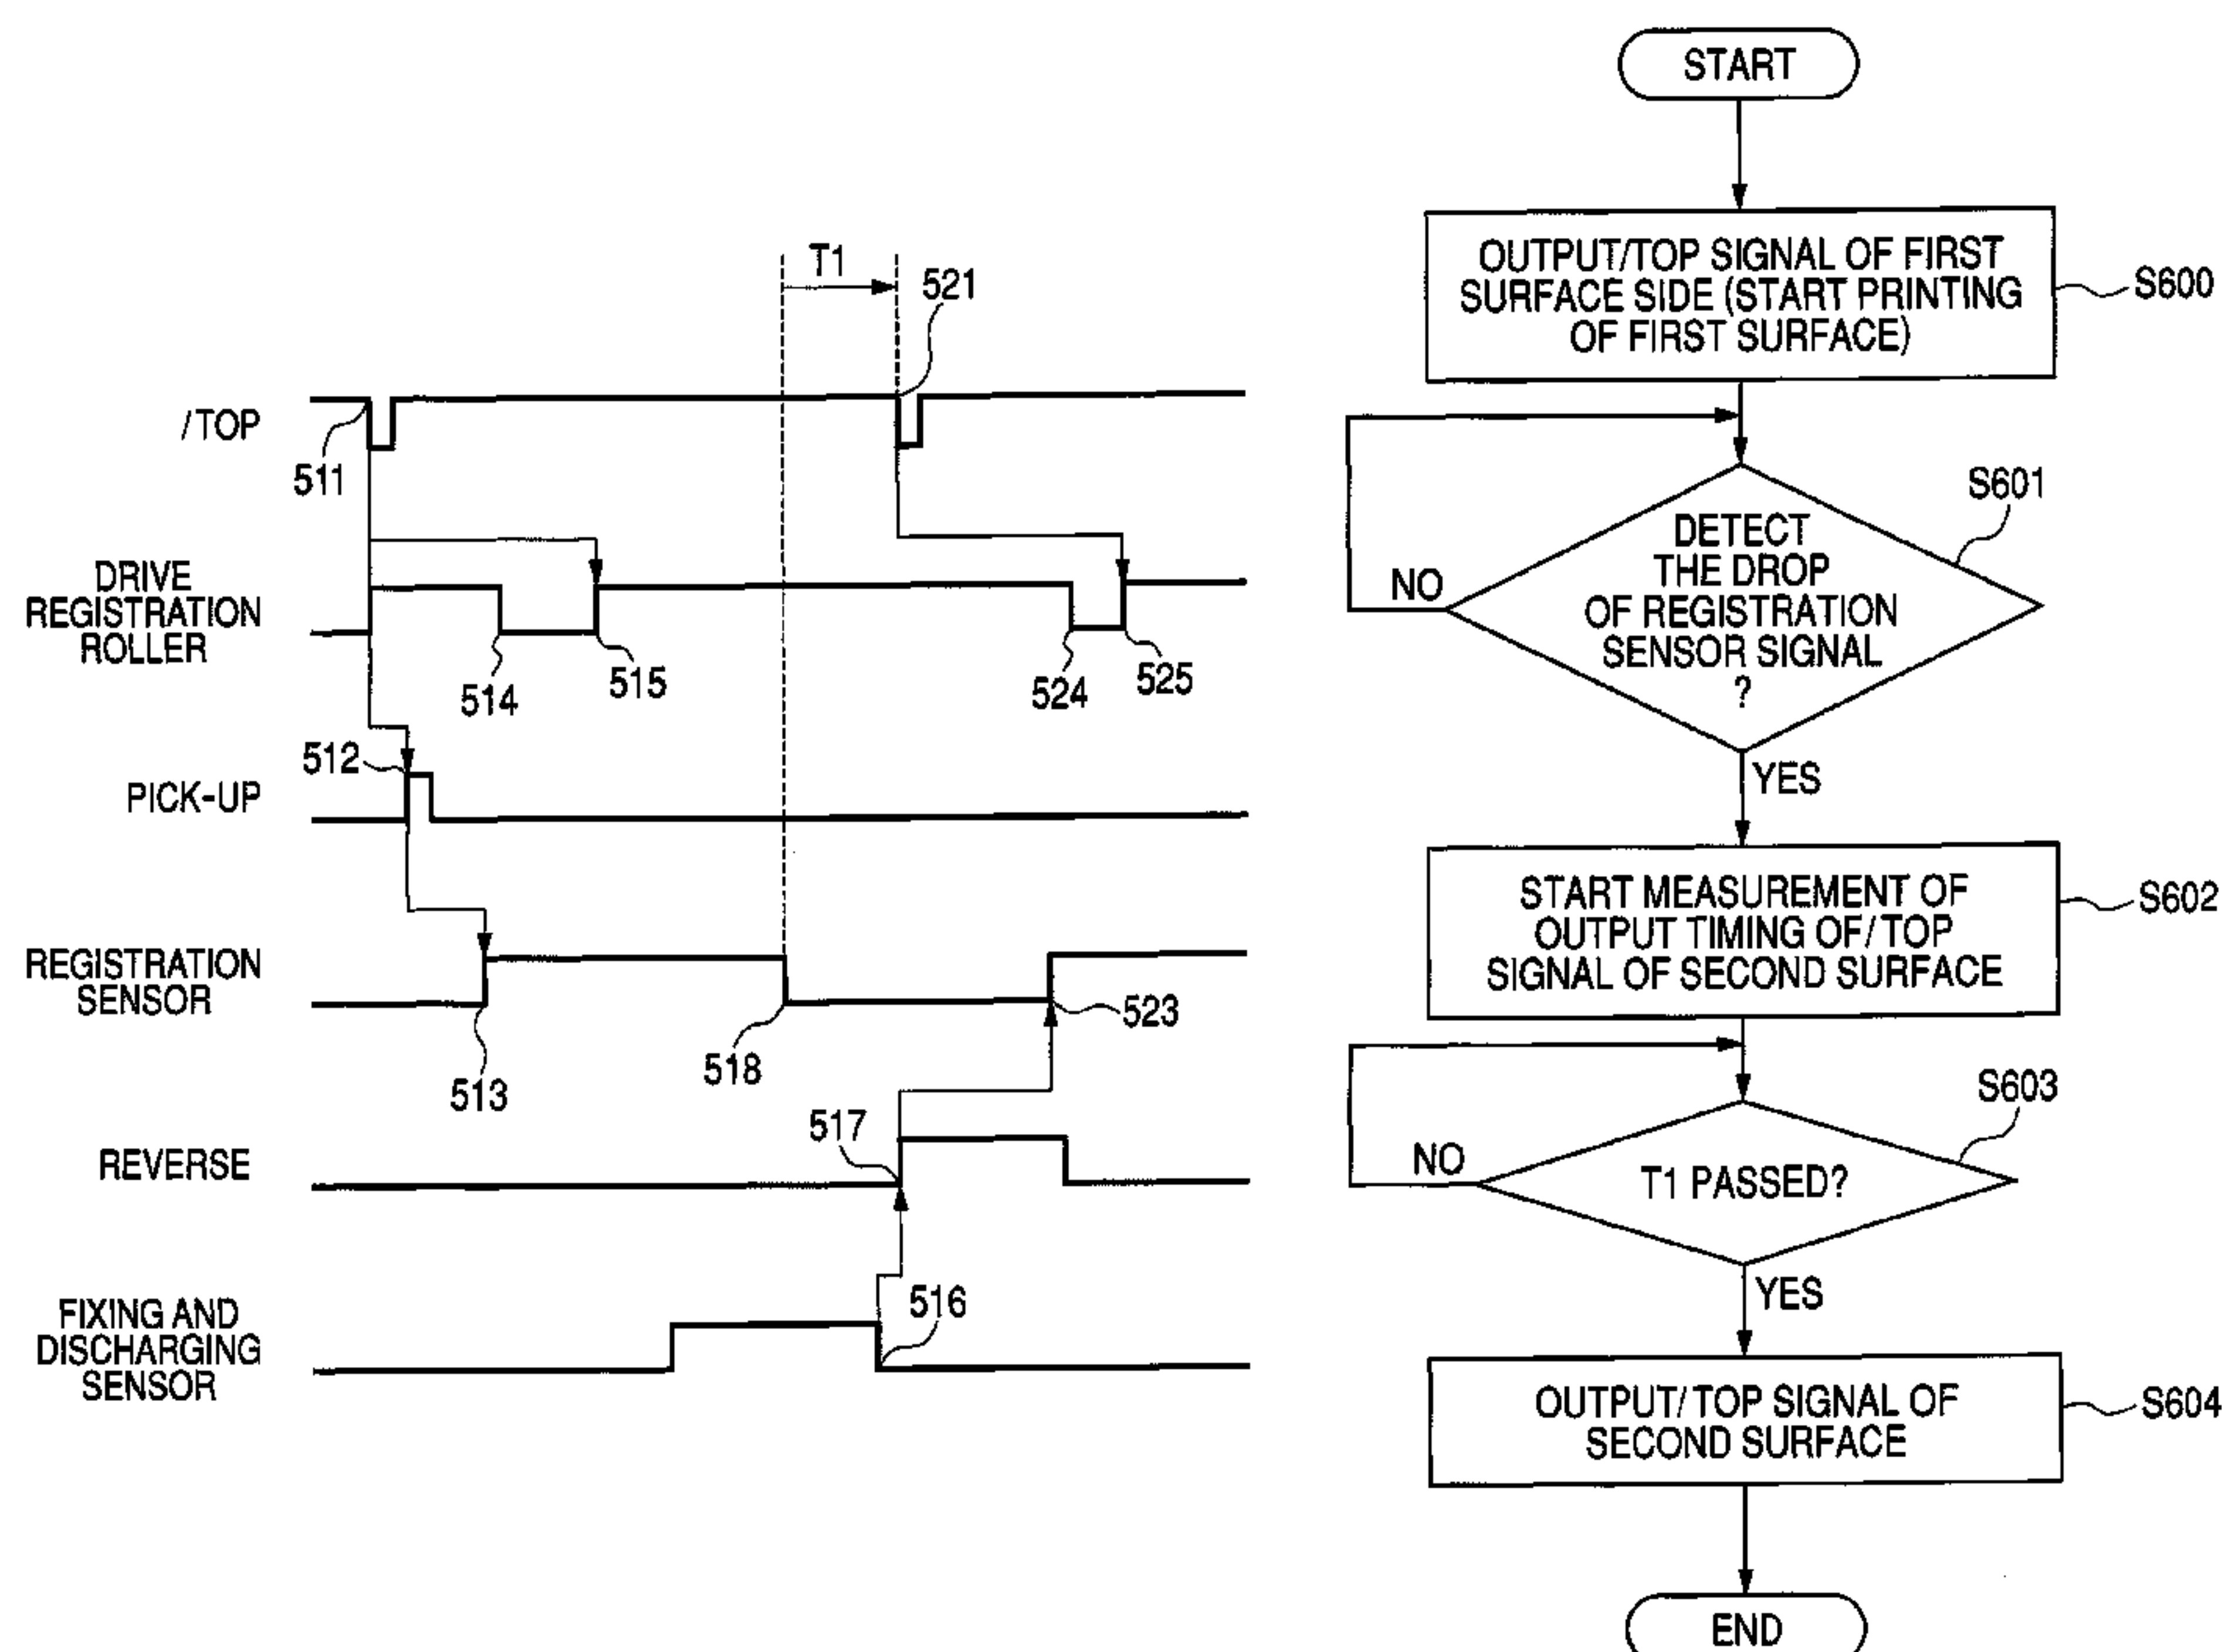 T1
521
/TOP
511
DRIVE
REGISTRATION
ROLLER
514
515
524
525
512
PICK-UP
REGISTRATION
SENSOR
513
518
523
517
REVERSE
516
FIXING AND
DISCHARGING
SENSOR
START
OUTPUT/TOP SIGNAL OF FIRST
SURFACE SIDE (START PRINTING
OF FIRST SURFACE)
S600
S601
DETECT
THE DROP
OF REGISTRATION
SENSOR SIGNAL
?
NO
YES
START MEASUREMENT OF
OUTPUT TIMING OF/TOP
SIGNAL OF SECOND SURFACE
S602
S603
T1 PASSED?
NO
YES
OUTPUT/TOP SIGNAL OF
SECOND SURFACE
S604
END